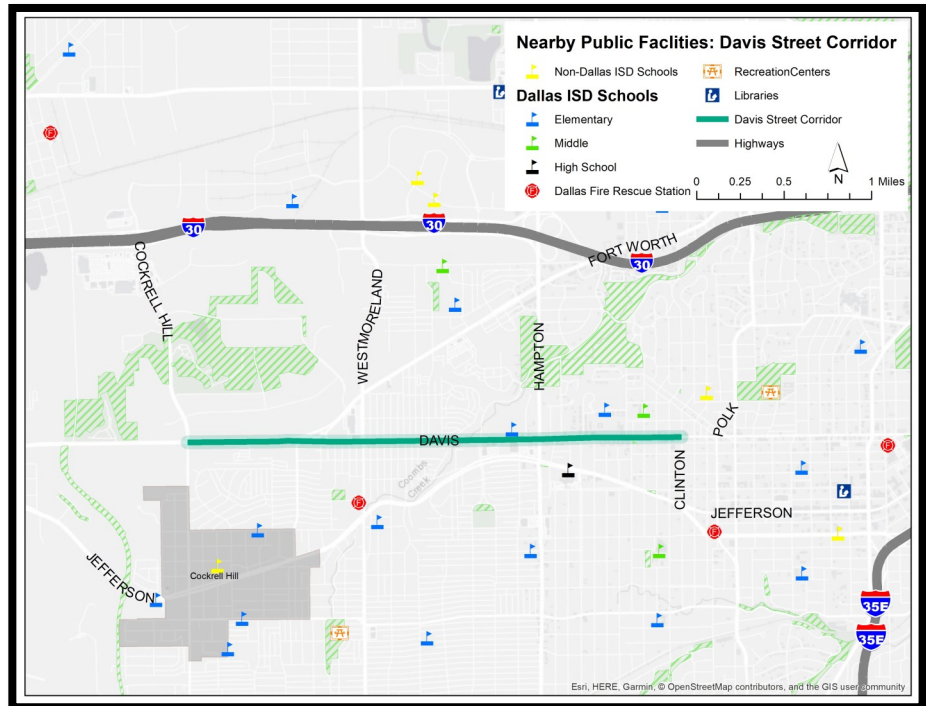 Nearby Public Faclities: Davis Street Corridor
Non-Dallas ISD Schools
RecreationCenters
Dallas ISD Schools
Libraries
Elementary
Davis Street Corridor
Middle
Highways
High School
N
Dallas Fire Rescue Station
0 0.25 0.5 1 Miles
30
30
30
FORT WORTH
COCKRELL HILL
WESTMORELAND
HAMPTON
POLK
DAVIS
Coombs
Creek
CLINTON
JEFFERSON
JEFFERSON
Cockrell Hill
35E
35E
Esri, HERE, Garmin, © OpenStreetMap contributors, and the GIS user community